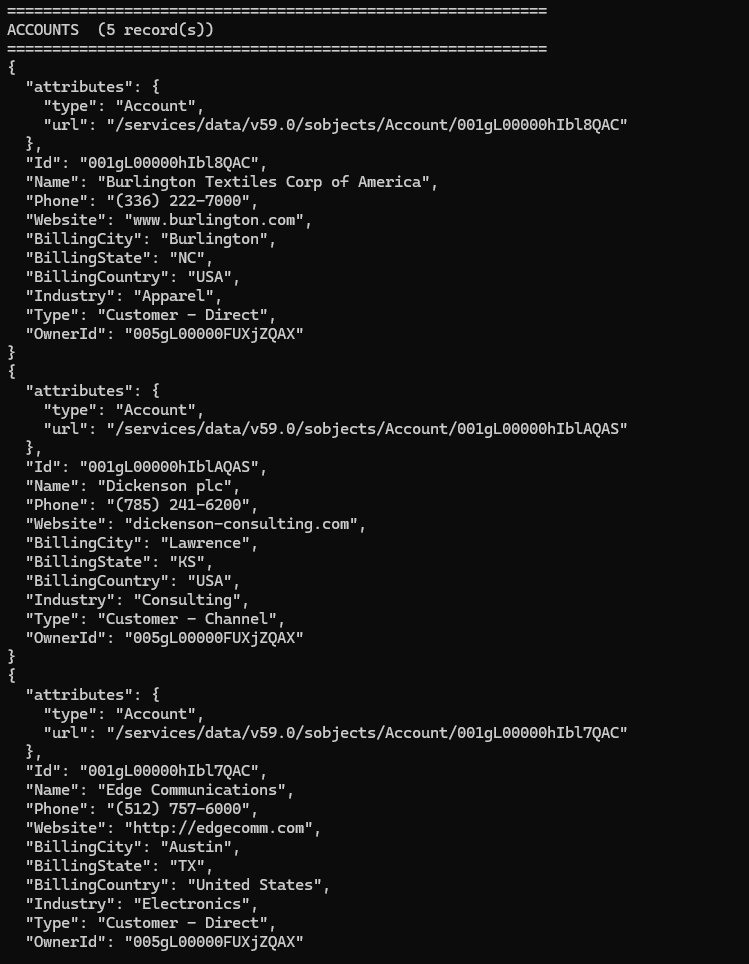 ============================================================
ACCOUNTS  (5 record(s))
============================================================
{
  "attributes": {
    "type": "Account",
    "url": "/services/data/v59.0/sobjects/Account/001gL00000hIbl8QAC"
  },
  "Id": "001gL00000hIbl8QAC",
  "Name": "Burlington Textiles Corp of America",
  "Phone": "(336) 222-7000",
  "Website": "www.burlington.com",
  "BillingCity": "Burlington",
  "BillingState": "NC",
  "BillingCountry": "USA",
  "Industry": "Apparel",
  "Type": "Customer - Direct",
  "OwnerId": "005gL00000FUXjZQAX"
}
{
  "attributes": {
    "type": "Account",
    "url": "/services/data/v59.0/sobjects/Account/001gL00000hIblAQAS"
  },
  "Id": "001gL00000hIblAQAS",
  "Name": "Dickenson plc",
  "Phone": "(785) 241-6200",
  "Website": "dickenson-consulting.com",
  "BillingCity": "Lawrence",
  "BillingState": "KS",
  "BillingCountry": "USA",
  "Industry": "Consulting",
  "Type": "Customer - Channel",
  "OwnerId": "005gL00000FUXjZQAX"
}
{
  "attributes": {
    "type": "Account",
    "url": "/services/data/v59.0/sobjects/Account/001gL00000hIbl7QAC"
  },
  "Id": "001gL00000hIbl7QAC",
  "Name": "Edge Communications",
  "Phone": "(512) 757-6000",
  "Website": "http://edgecomm.com",
  "BillingCity": "Austin",
  "BillingState": "TX",
  "BillingCountry": "United States",
  "Industry": "Electronics",
  "Type": "Customer - Direct",
  "OwnerId": "005gL00000FUXjZQAX"